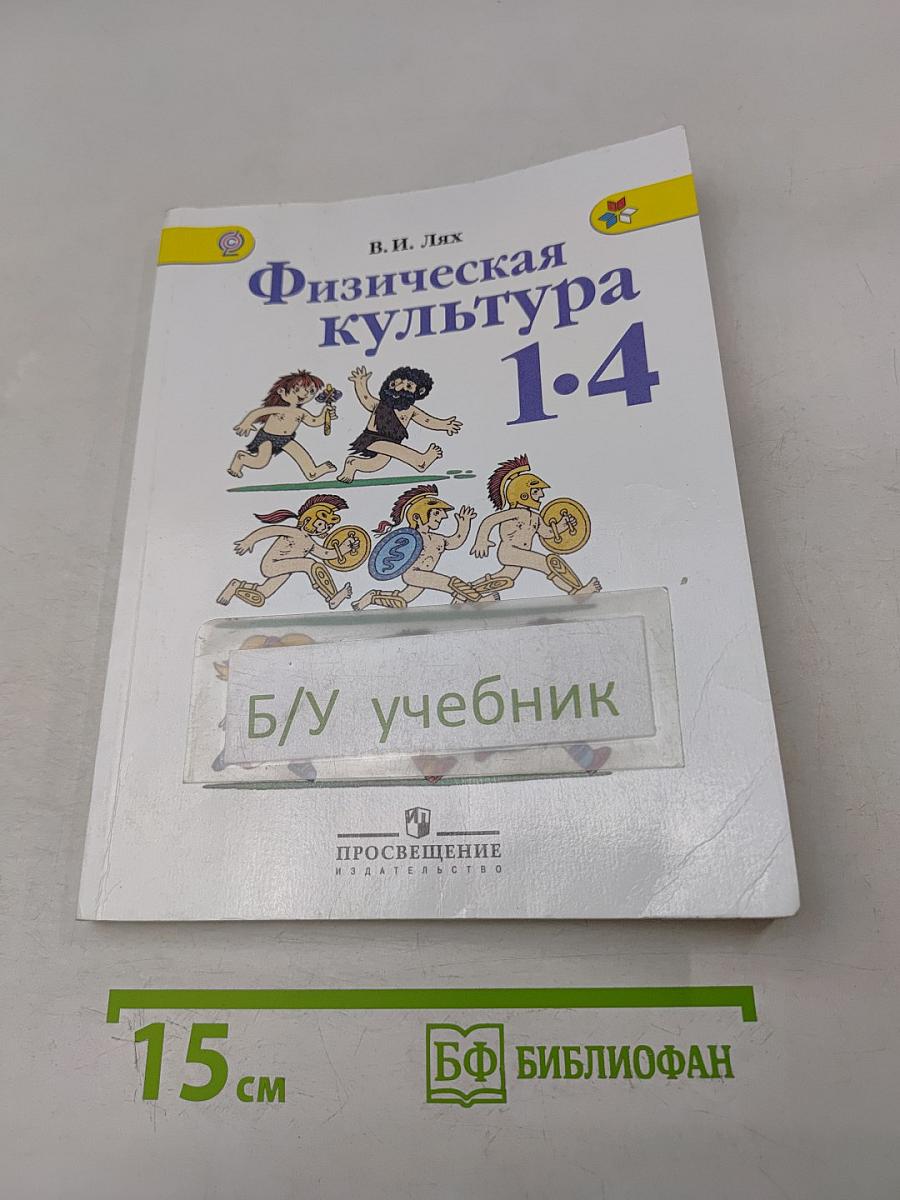 В. И. Лях
Физическая
культура
1•4
Б/У учебник
ПРОСВЕЩЕНИЕ
ИЗДАТЕЛЬСТВО
15 см
БФ БИБЛИОФАН